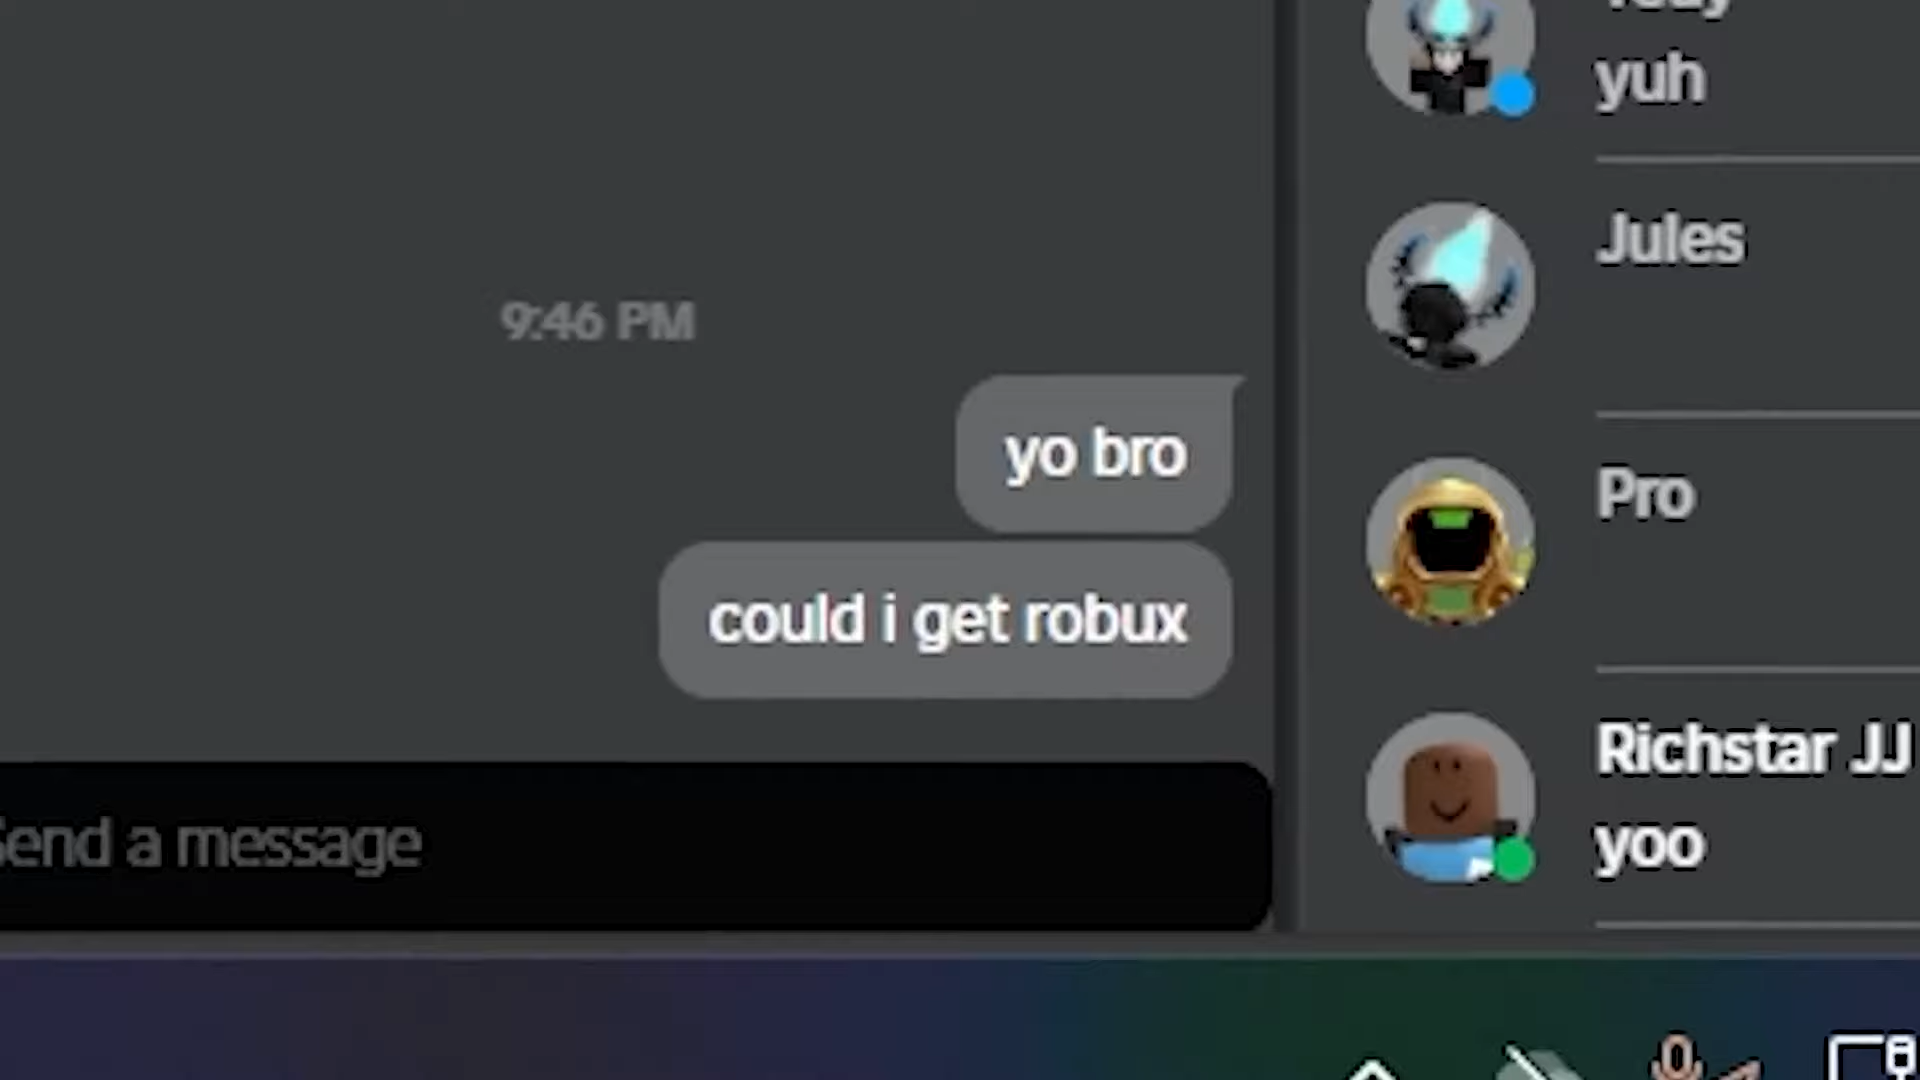 yuh
Jules
9:46 PM
yo bro
Pro
could i get robux
Richstar JJ
Send a message
yoo